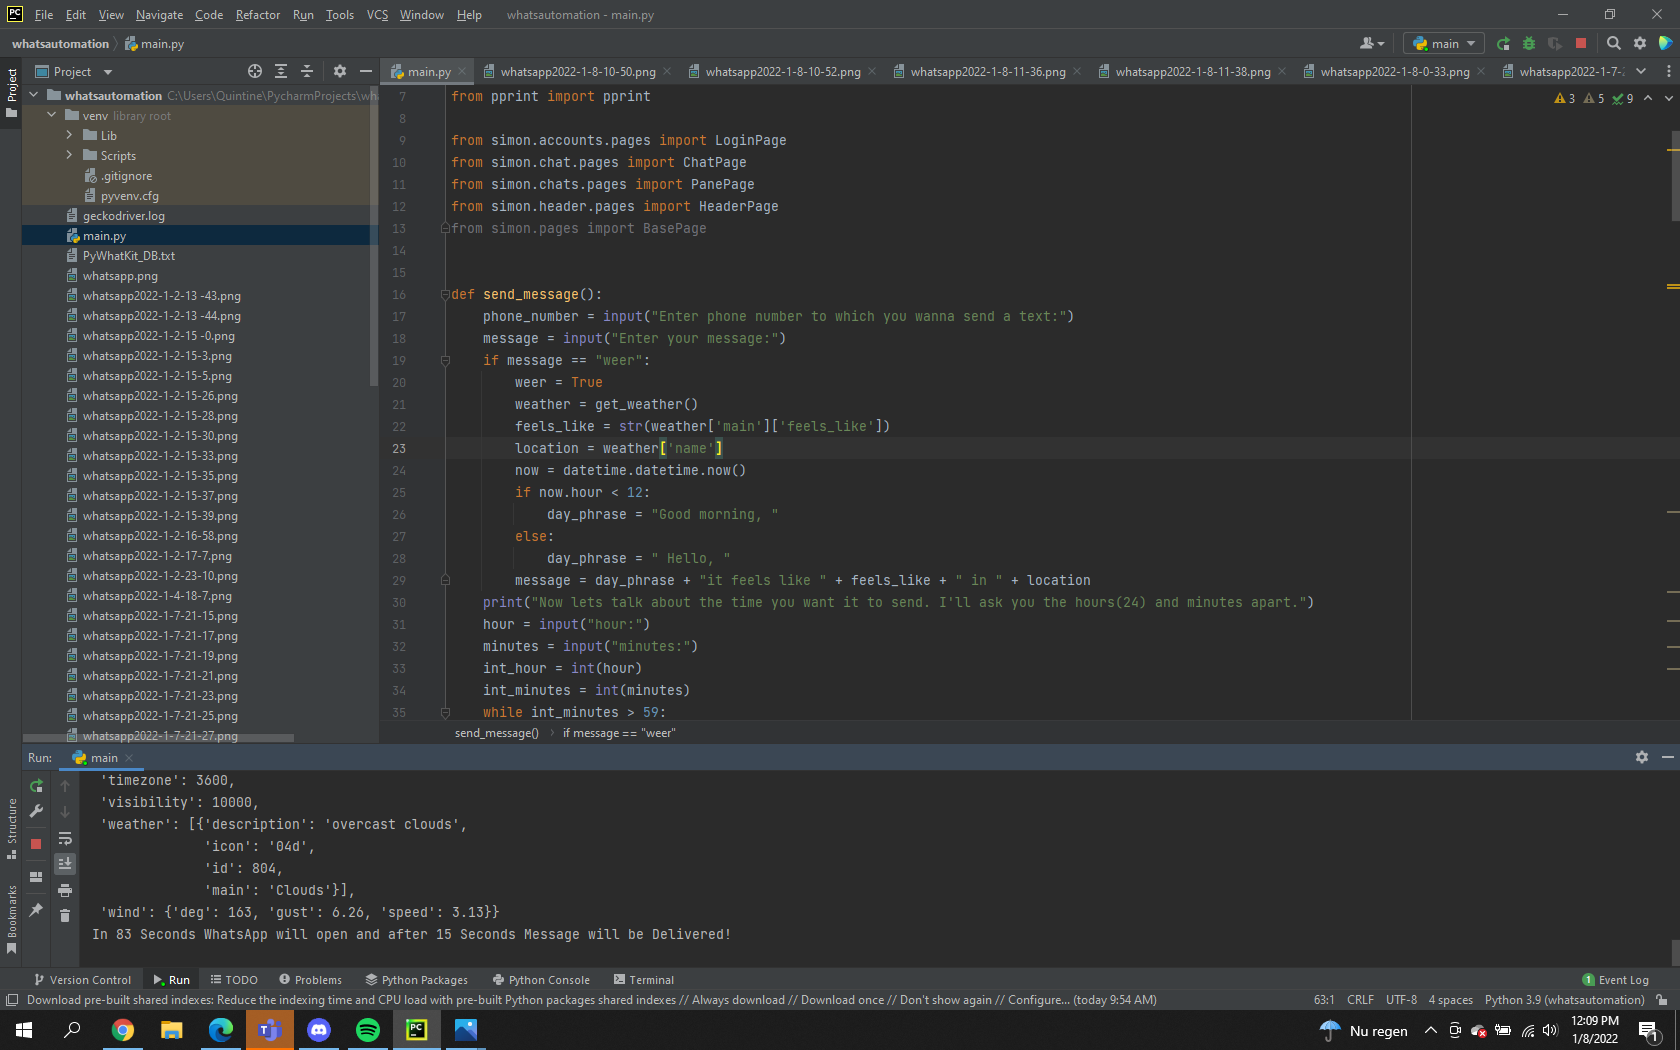 PC File Edit View Navigate Code Refactor Run Tools VCS Window Help whatsautomation - main.py
whatsautomation main.py main
Project main.py whatsapp2022-1-8-10-50.png whatsapp2022-1-8-10-52.png whatsapp2022-1-8-11-36.png whatsapp2022-1-8-11-38.png whatsapp2022-1-8-0-33.png whatsapp2022-1-7-
Project
whatsautomation C:\Users\Quintine\PycharmProjects\wh
venv library root
Lib
Scripts
.gitignore
pyvenv.cfg
geckodriver.log
main.py
PyWhatKit_DB.txt
whatsapp.png
whatsapp2022-1-2-13 -43.png
whatsapp2022-1-2-13 -44.png
whatsapp2022-1-2-15 -0.png
whatsapp2022-1-2-15-3.png
whatsapp2022-1-2-15-5.png
whatsapp2022-1-2-15-26.png
whatsapp2022-1-2-15-28.png
whatsapp2022-1-2-15-30.png
whatsapp2022-1-2-15-33.png
whatsapp2022-1-2-15-35.png
whatsapp2022-1-2-15-37.png
whatsapp2022-1-2-15-39.png
whatsapp2022-1-2-16-58.png
whatsapp2022-1-2-17-7.png
whatsapp2022-1-2-23-10.png
whatsapp2022-1-4-18-7.png
whatsapp2022-1-7-21-15.png
whatsapp2022-1-7-21-17.png
whatsapp2022-1-7-21-19.png
whatsapp2022-1-7-21-21.png
whatsapp2022-1-7-21-23.png
whatsapp2022-1-7-21-25.png
whatsapp2022-1-7-21-27.png
3 5 9
7 from pprint import pprint
8
9 from simon.accounts.pages import LoginPage
10 from simon.chat.pages import ChatPage
11 from simon.chats.pages import PanePage
12 from simon.header.pages import HeaderPage
13 from simon.pages import BasePage
14
15
16 def send_message():
17 phone_number = input("Enter phone number to which you wanna send a text:")
18 message = input("Enter your message:")
19 if message == "weer":
20 weer = True
21 weather = get_weather()
22 feels_like = str(weather['main']['feels_like'])
23 location = weather['name']
24 now = datetime.datetime.now()
25 if now.hour < 12:
26 day_phrase = "Good morning, "
27 else:
28 day_phrase = " Hello, "
29 message = day_phrase + "it feels like " + feels_like + " in " + location
30 print("Now lets talk about the time you want it to send. I'll ask you the hours(24) and minutes apart.")
31 hour = input("hour:")
32 minutes = input("minutes:")
33 int_hour = int(hour)
34 int_minutes = int(minutes)
35 while int_minutes > 59:
send_message() if message == "weer"
Run: main
'timezone': 3600,
'visibility': 10000,
'weather': [{'description': 'overcast clouds',
'icon': '04d',
'id': 804,
'main': 'Clouds'}],
'wind': {'deg': 163, 'gust': 6.26, 'speed': 3.13}}
In 83 Seconds WhatsApp will open and after 15 Seconds Message will be Delivered!
Structure
Bookmarks
Version Control Run TODO Problems Python Packages Python Console Terminal 1 Event Log
Download pre-built shared indexes: Reduce the indexing time and CPU load with pre-built Python packages shared indexes // Always download // Download once // Don't show again // Configure... (today 9:54 AM) 63:1 CRLF UTF-8 4 spaces Python 3.9 (whatsautomation)
PC Nu regen 12:09 PM
1/8/2022 1